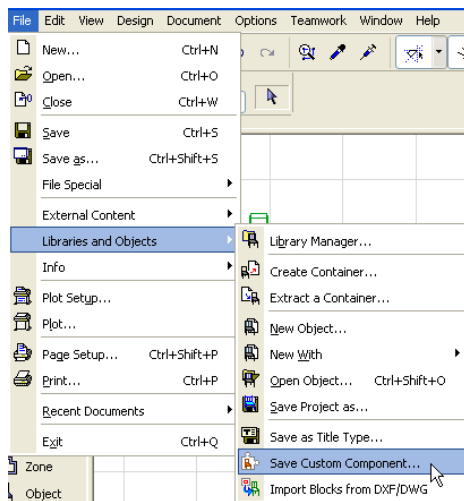 File Edit View Design Document Options Teamwork Window Help
New... Ctrl+N
Open... Ctrl+O
Close Ctrl+W
Save Ctrl+S
Save as... Ctrl+Shift+S
File Special
External Content
Libraries and Objects
Info
Plot Setup...
Plot...
Page Setup... Ctrl+Shift+P
Print... Ctrl+P
Recent Documents
Exit Ctrl+Q
Library Manager...
Create Container...
Extract a Container...
New Object...
New With
Open Object... Ctrl+Shift+O
Save Project as...
Save as Title Type...
Save Custom Component...
Import Blocks from DXF/DWG
Zone
Object